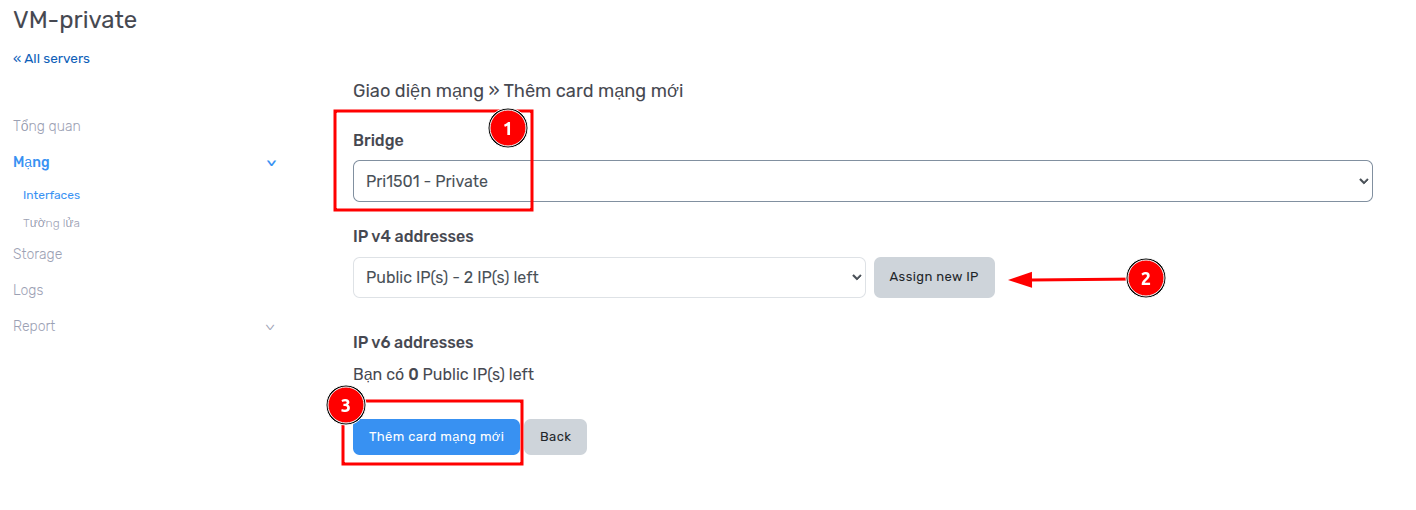 VM-private
« All servers
Tổng quan
Mạng
Interfaces
Tường lửa
Storage
Logs
Report
Giao diện mạng » Thêm card mạng mới
1
Bridge
Pri1501 - Private
IP v4 addresses
Public IP(s) - 2 IP(s) left
Assign new IP
2
IP v6 addresses
Bạn có 0 Public IP(s) left
3
Thêm card mạng mới
Back